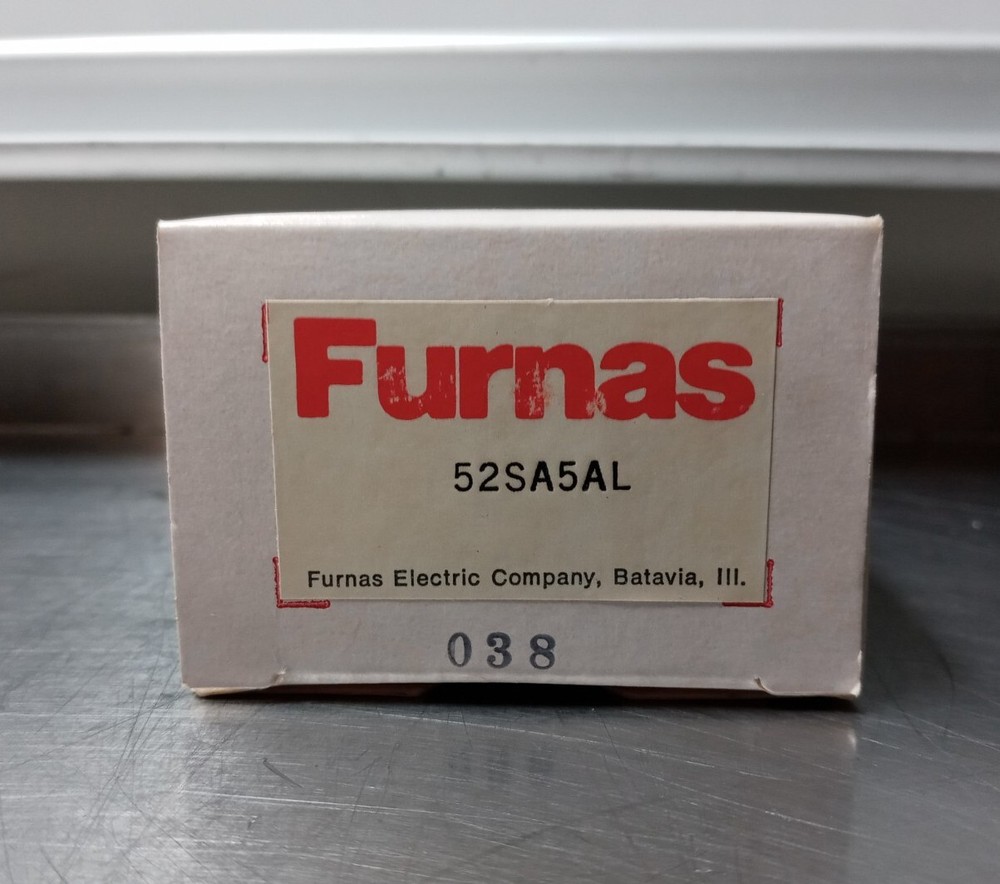 Furnas
52SA5AL
Furnas Electric Company, Batavia, Ill.
038